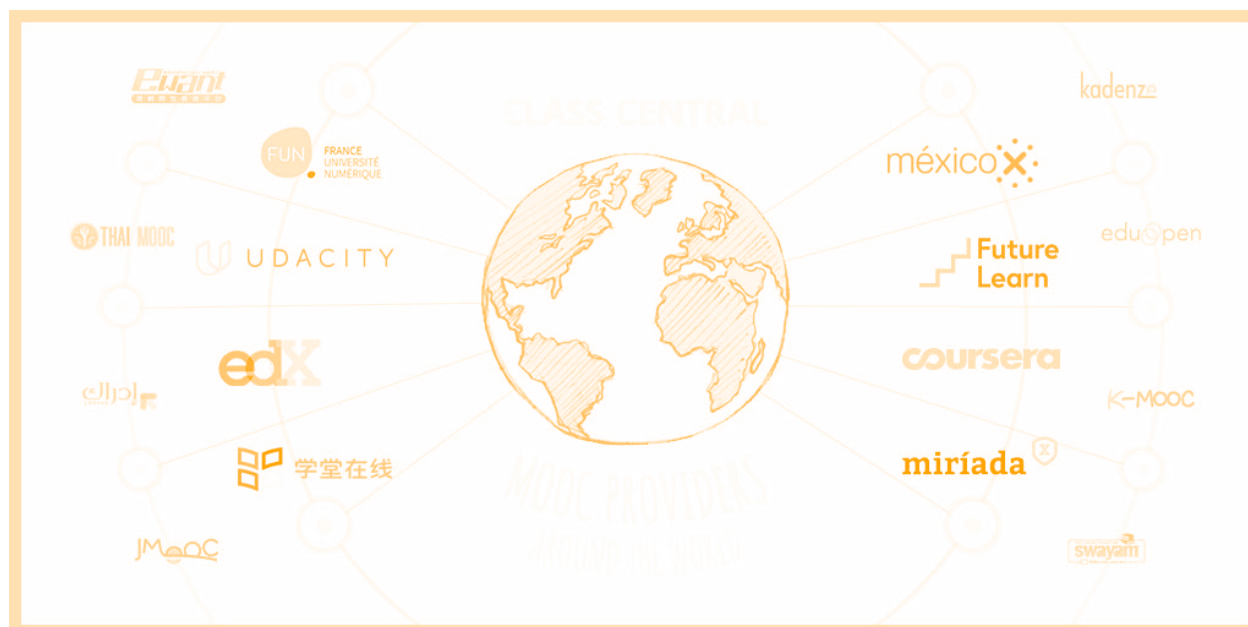 ewant
kadenze
CLASS CENTRAL
FUN
FRANCE
UNIVERSITÉ
NUMÉRIQUE
méxicoX
THAI MOOC
UDACITY
Future
Learn
eduOpen
edX
coursera
إدراك
K-MOOC
学堂在线
miríada X
MOOC PROVIDERS
AROUND THE WORLD
JMOOC
swayam